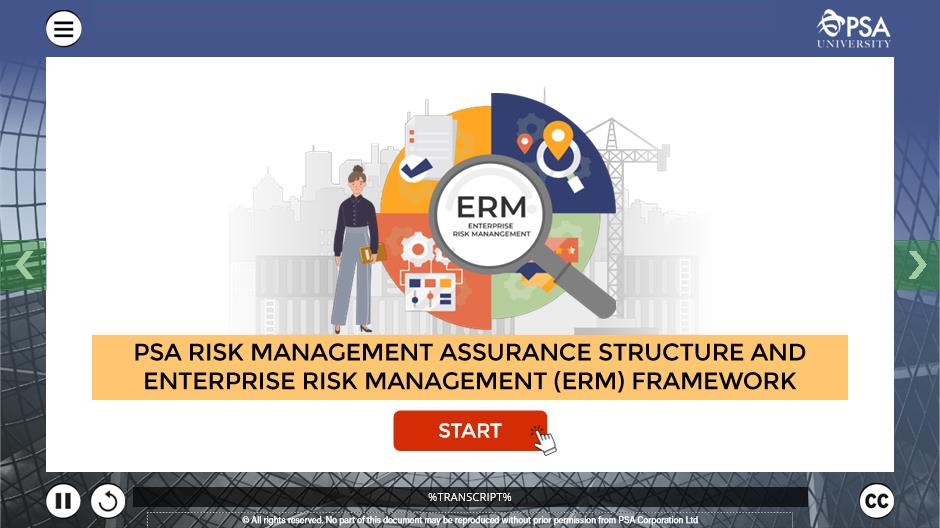 PSA
UNIVERSITY
ERM
ENTERPRISE
RISK MANAGEMENT
PSA RISK MANAGEMENT ASSURANCE STRUCTURE AND
ENTERPRISE RISK MANAGEMENT (ERM) FRAMEWORK
START
%TRANSCRIPT%
CC
© All rights reserved. No part of this document may be reproduced without prior permission from PSA Corporation Ltd